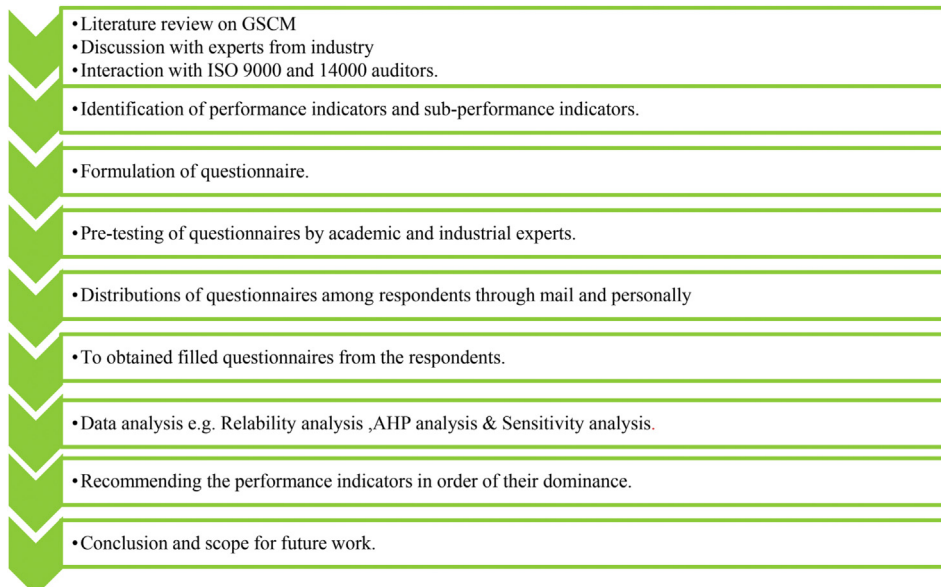 •Literature review on GSCM
•Discussion with experts from industry
•Interaction with ISO 9000 and 14000 auditors.
•Identification of performance indicators and sub-performance indicators.
•Formulation of questionnaire.
•Pre-testing of questionnaires by academic and industrial experts.
•Distributions of questionnaires among respondents through mail and personally
•To obtained filled questionnaires from the respondents.
•Data analysis e.g. Relability analysis ,AHP analysis & Sensitivity analysis.
•Recommending the performance indicators in order of their dominance.
•Conclusion and scope for future work.